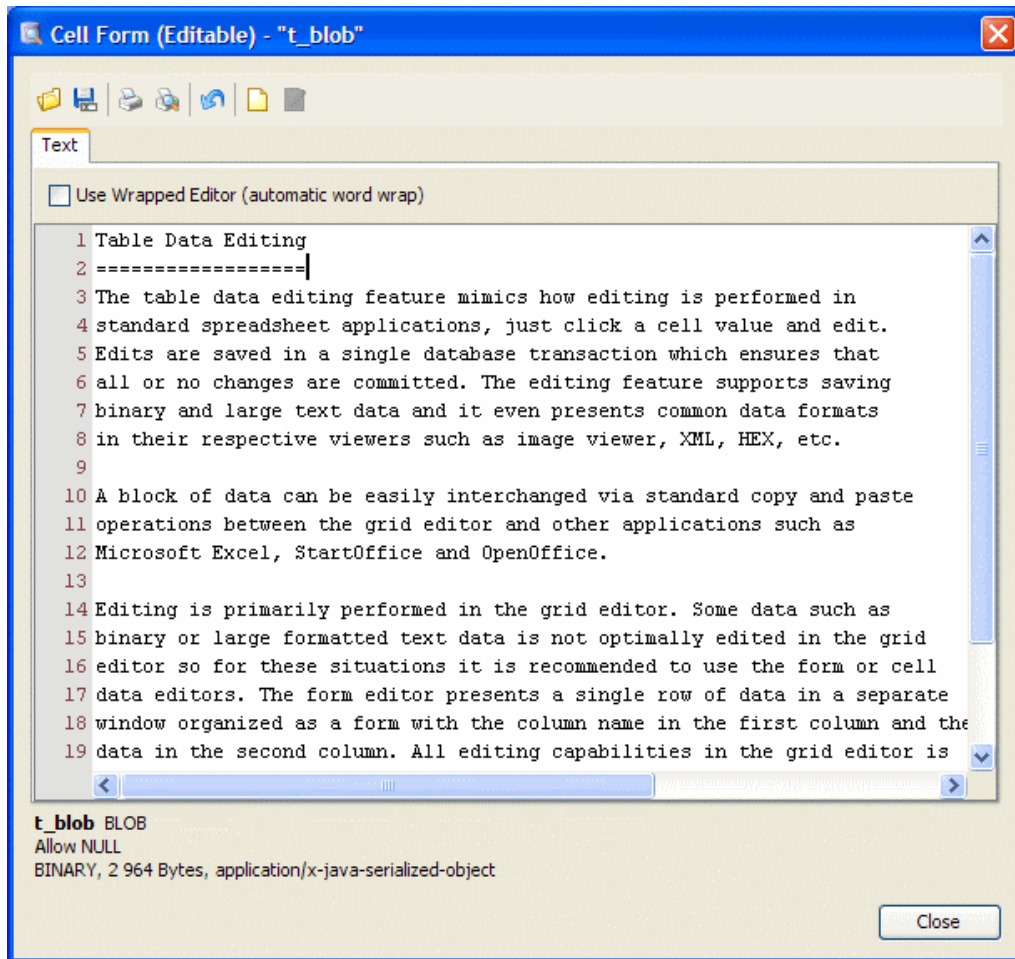 Cell Form (Editable) - "t_blob"
Text
Use Wrapped Editor (automatic word wrap)
1 Table Data Editing
2 ==================
3 The table data editing feature mimics how editing is performed in
4 standard spreadsheet applications, just click a cell value and edit.
5 Edits are saved in a single database transaction which ensures that
6 all or no changes are committed. The editing feature supports saving
7 binary and large text data and it even presents common data formats
8 in their respective viewers such as image viewer, XML, HEX, etc.
9
10 A block of data can be easily interchanged via standard copy and paste
11 operations between the grid editor and other applications such as
12 Microsoft Excel, StartOffice and OpenOffice.
13
14 Editing is primarily performed in the grid editor. Some data such as
15 binary or large formatted text data is not optimally edited in the grid
16 editor so for these situations it is recommended to use the form or cell
17 data editors. The form editor presents a single row of data in a separate
18 window organized as a form with the column name in the first column and the
19 data in the second column. All editing capabilities in the grid editor is
t_blob BLOB
Allow NULL
BINARY, 2 964 Bytes, application/x-java-serialized-object
Close